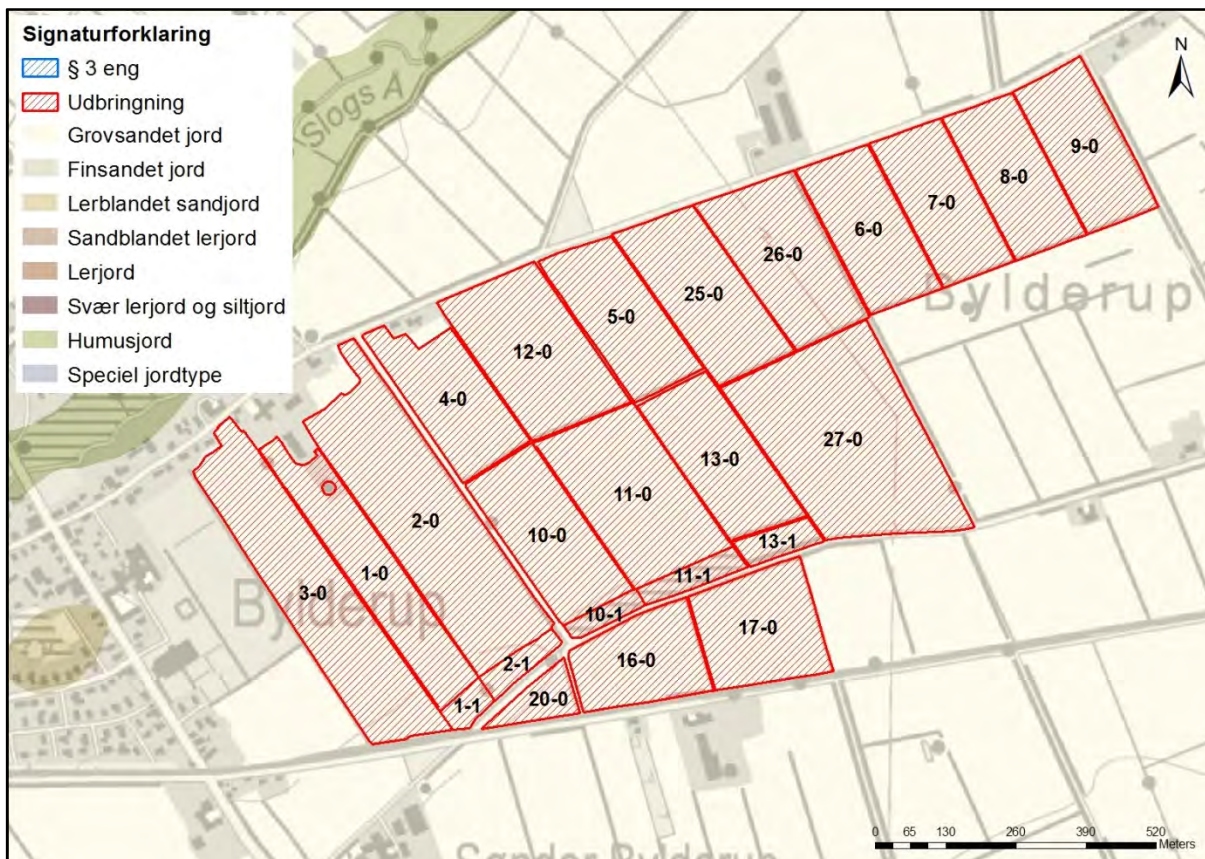 Signaturforklaring
§ 3 eng
Udbringning
Grovsandet jord
Finsandet jord
Lerblandet sandjord
Sandblandet lerjord
Lerjord
Svær lerjord og siltjord
Humusjord
Speciel jordtype
Slogs Å
N
9-0
8-0
7-0
6-0
26-0
25-0
5-0
12-0
4-0
Bylderup
27-0
13-0
11-0
10-0
2-0
1-0
3-0
13-1
11-1
10-1
Bylderup
17-0
16-0
2-1
20-0
1-1
0 65 130 260 390 520
Meters
Sønder Bylderup